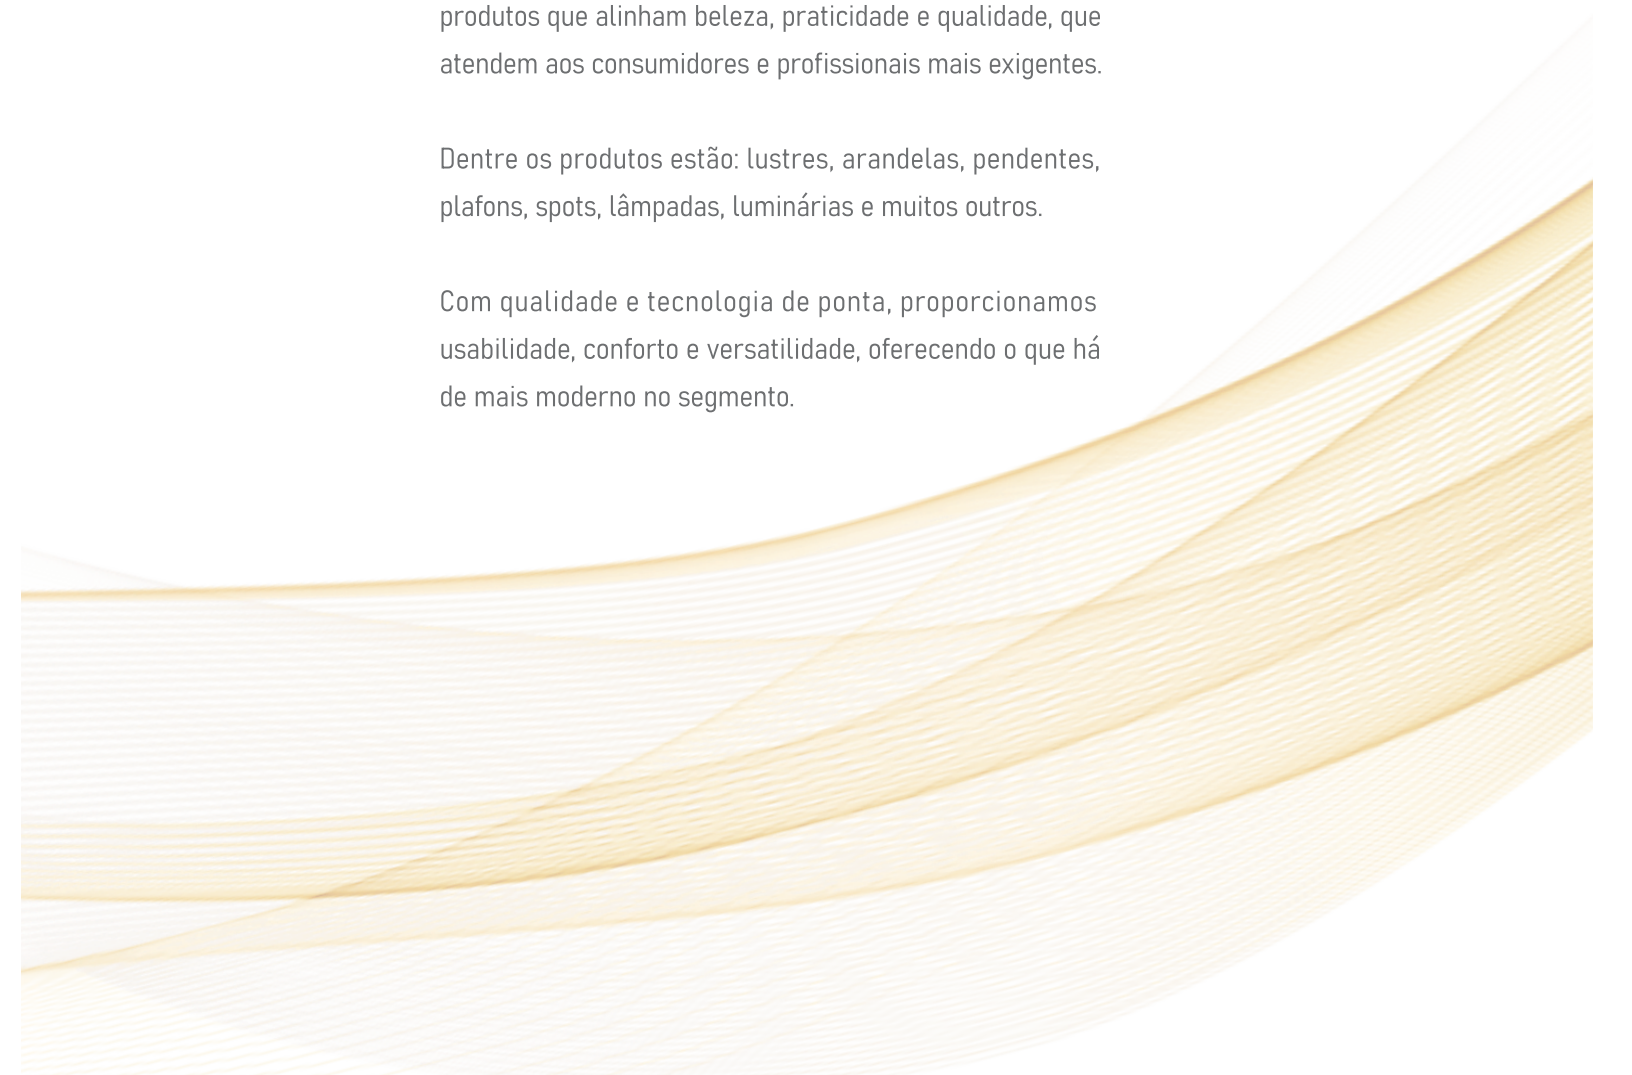 produtos que alinham beleza, praticidade e qualidade, que
atendem aos consumidores e profissionais mais exigentes.
Dentre os produtos estão: lustres, arandelas, pendentes,
plafons, spots, lâmpadas, luminárias e muitos outros.
Com qualidade e tecnologia de ponta, proporcionamos
usabilidade, conforto e versatilidade, oferecendo o que há
de mais moderno no segmento.